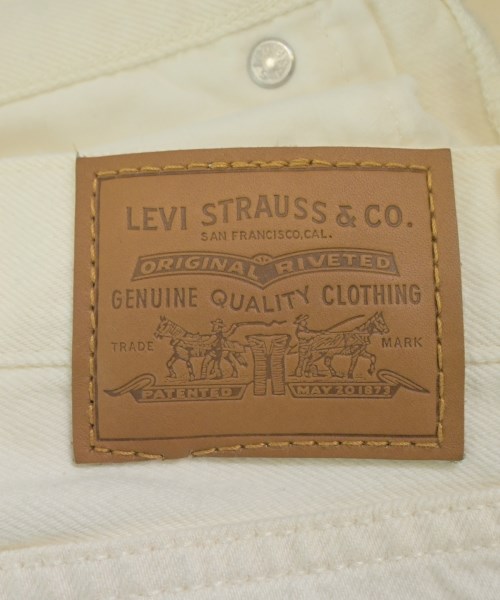 LEVI STRAUSS & CO.
SAN FRANCISCO, CAL.
ORIGINAL RIVETED
GENUINE QUALITY CLOTHING
TRADE MARK
PATENTED MAY 20 1873